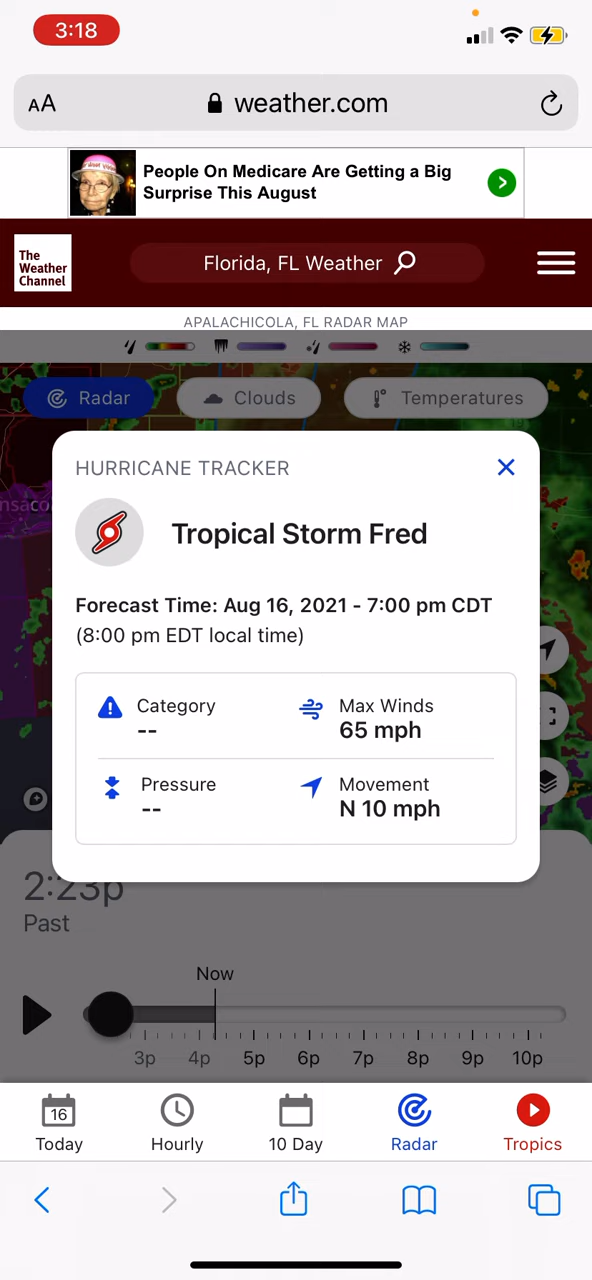 3:18
AA
weather.com
People On Medicare Are Getting a Big
Surprise This August
The
Weather
Channel
Florida, FL Weather
APALACHICOLA, FL RADAR MAP
Radar
Clouds
Temperatures
HURRICANE TRACKER
Tropical Storm Fred
Forecast Time: Aug 16, 2021 - 7:00 pm CDT
(8:00 pm EDT local time)
Category
--
Max Winds
65 mph
Pressure
--
Movement
N 10 mph
2:23p
Past
Now
3p 4p 5p 6p 7p 8p 9p 10p
16
Today
Hourly
10 Day
Radar
Tropics